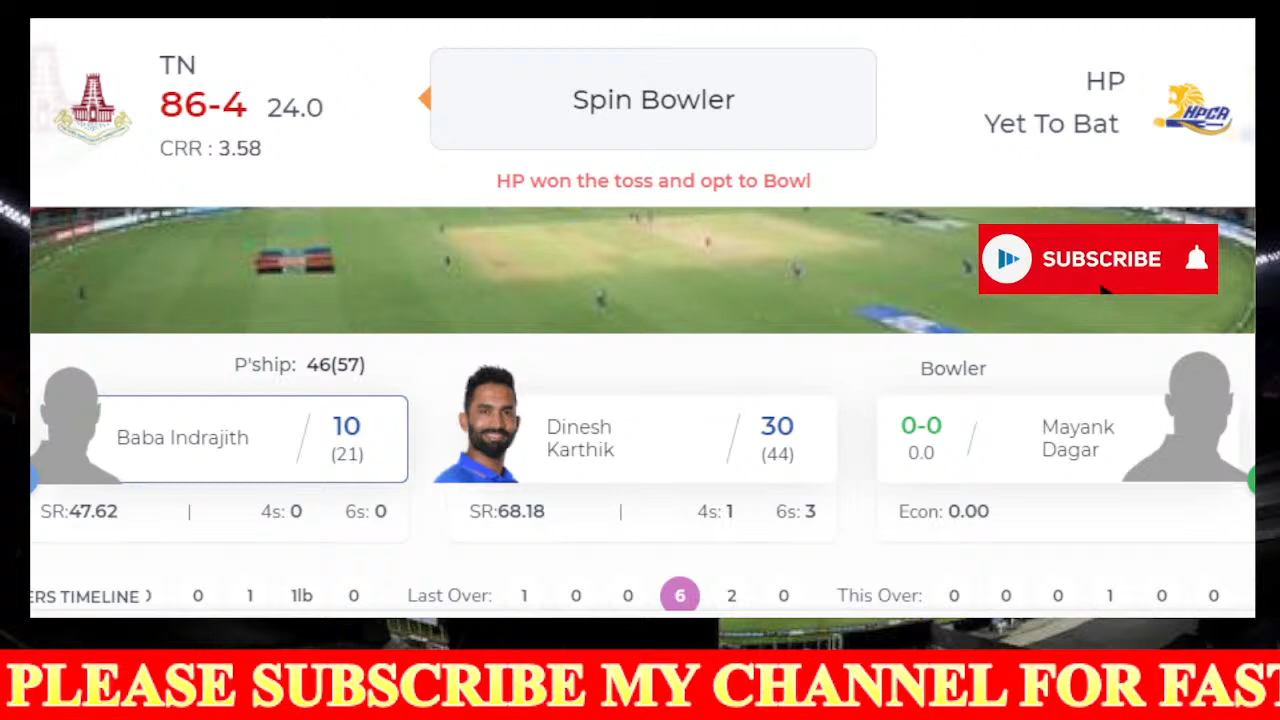 TN
86-4 24.0
CRR : 3.58
Spin Bowler
HP won the toss and opt to Bowl
HP
Yet To Bat
HPCA
SUBSCRIBE
P'ship: 46(57)
Baba Indrajith
10
(21)
SR:47.62 | 4s: 0 6s: 0
Dinesh
Karthik
30
(44)
SR:68.18 | 4s: 1 6s: 3
Bowler
0-0
0.0
Mayank
Dagar
Econ: 0.00
ERS TIMELINE ) 0 1 1lb 0 Last Over: 1 0 0 6 2 0 This Over: 0 0 0 1 0 0
PLEASE SUBSCRIBE MY CHANNEL FOR FAST